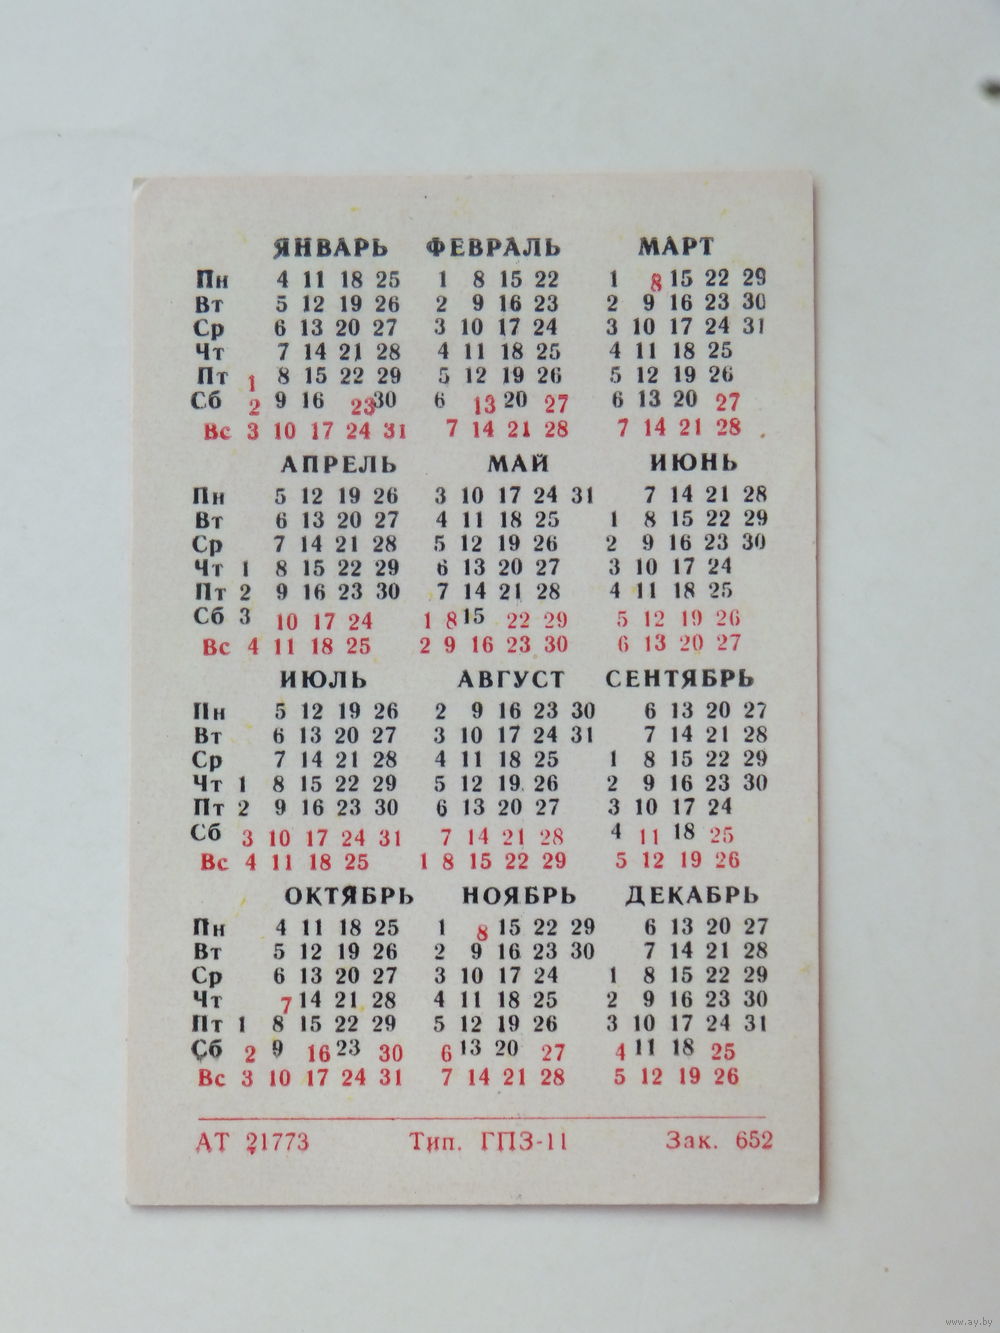 ЯНВАРЬ ФЕВРАЛЬ МАРТ
Пн 4 11 18 25 1 8 15 22 1 8 15 22 29
Вт 5 12 19 26 2 9 16 23 2 9 16 23 30
Ср 6 13 20 27 3 10 17 24 3 10 17 24 31
Чт 7 14 21 28 4 11 18 25 4 11 18 25
Пт 1 8 15 22 29 5 12 19 26 5 12 19 26
Сб 2 9 16 23 30 6 13 20 27 6 13 20 27
Вс 3 10 17 24 31 7 14 21 28 7 14 21 28
АПРЕЛЬ МАЙ ИЮНЬ
Пн 5 12 19 26 3 10 17 24 31 7 14 21 28
Вт 6 13 20 27 4 11 18 25 1 8 15 22 29
Ср 7 14 21 28 5 12 19 26 2 9 16 23 30
Чт 1 8 15 22 29 6 13 20 27 3 10 17 24
Пт 2 9 16 23 30 7 14 21 28 4 11 18 25
Сб 3 10 17 24 1 8 15 22 29 5 12 19 26
Вс 4 11 18 25 2 9 16 23 30 6 13 20 27
ИЮЛЬ АВГУСТ СЕНТЯБРЬ
Пн 5 12 19 26 2 9 16 23 30 6 13 20 27
Вт 6 13 20 27 3 10 17 24 31 7 14 21 28
Ср 7 14 21 28 4 11 18 25 1 8 15 22 29
Чт 1 8 15 22 29 5 12 19 26 2 9 16 23 30
Пт 2 9 16 23 30 6 13 20 27 3 10 17 24
Сб 3 10 17 24 31 7 14 21 28 4 11 18 25
Вс 4 11 18 25 1 8 15 22 29 5 12 19 26
ОКТЯБРЬ НОЯБРЬ ДЕКАБРЬ
Пн 4 11 18 25 1 8 15 22 29 6 13 20 27
Вт 5 12 19 26 2 9 16 23 30 7 14 21 28
Ср 6 13 20 27 3 10 17 24 1 8 15 22 29
Чт 7 14 21 28 4 11 18 25 2 9 16 23 30
Пт 1 8 15 22 29 5 12 19 26 3 10 17 24 31
Сб 2 9 16 23 30 6 13 20 27 4 11 18 25
Вс 3 10 17 24 31 7 14 21 28 5 12 19 26
АТ 21773 Тип. ГПЗ-11 Зак. 652
www.ay.by